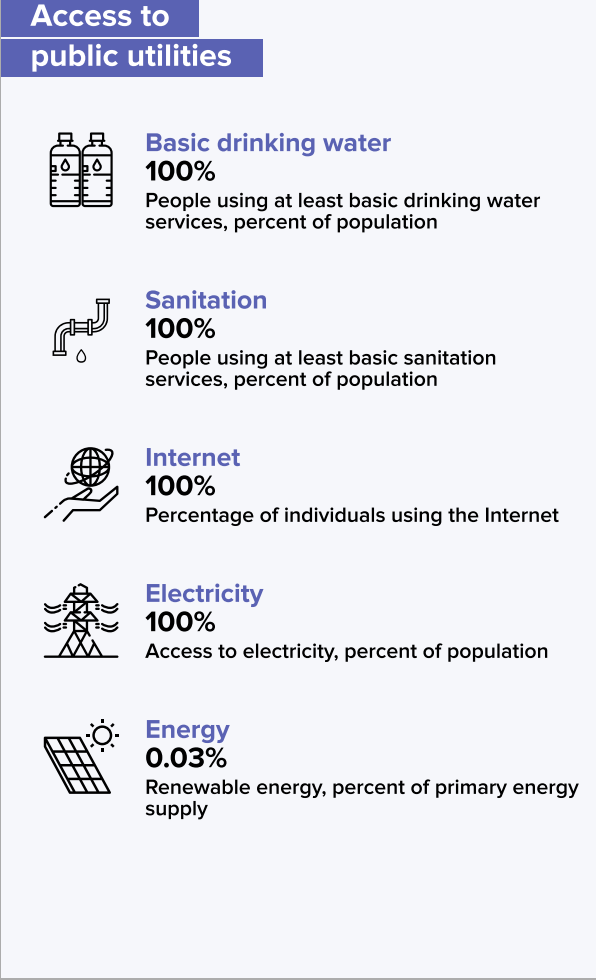 Access to
public utilities
Basic drinking water
100%
People using at least basic drinking water
services, percent of population
Sanitation
100%
People using at least basic sanitation
services, percent of population
Internet
100%
Percentage of individuals using the Internet
Electricity
100%
Access to electricity, percent of population
Energy
0.03%
Renewable energy, percent of primary energy
supply